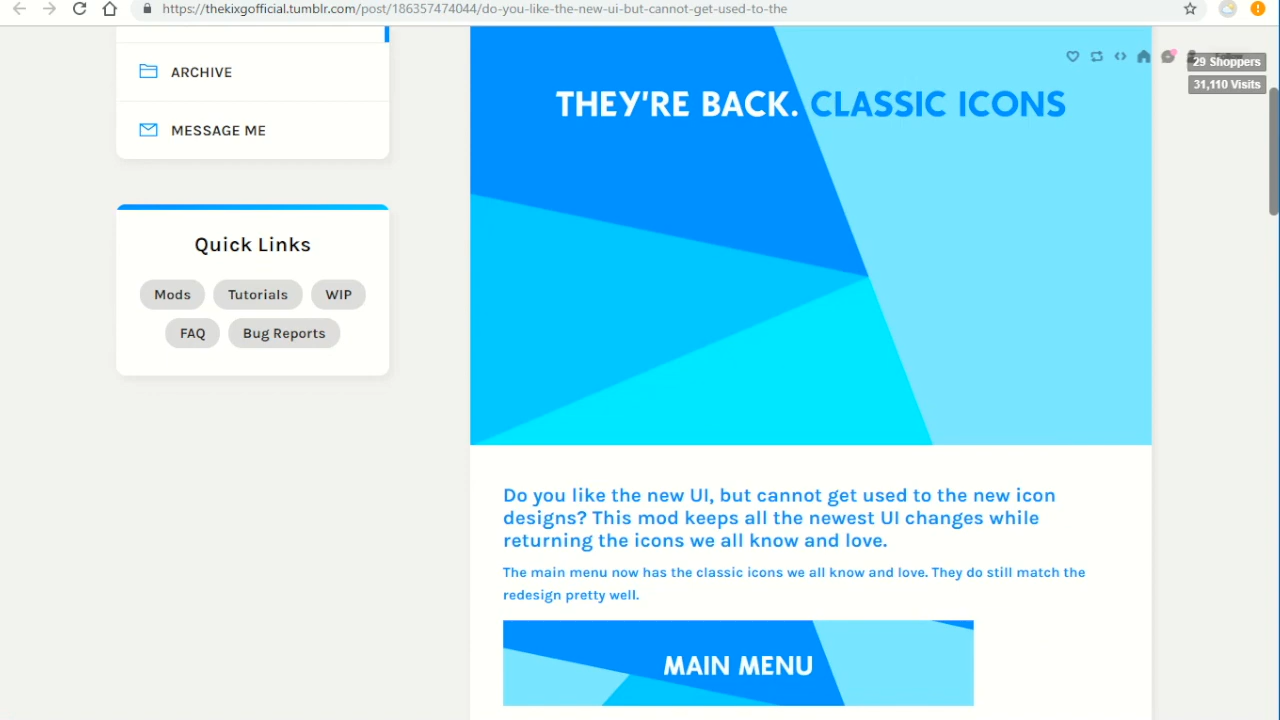 https://thekixgofficial.tumblr.com/post/186357474044/do-you-like-the-new-ui-but-cannot-get-used-to-the
ARCHIVE
MESSAGE ME
Quick Links
Mods Tutorials WIP
FAQ Bug Reports
29 Shoppers
31,110 Visits
THEY'RE BACK. CLASSIC ICONS
Do you like the new UI, but cannot get used to the new icon
designs? This mod keeps all the newest UI changes while
returning the icons we all know and love.
The main menu now has the classic icons we all know and love. They do still match the
redesign pretty well.
MAIN MENU